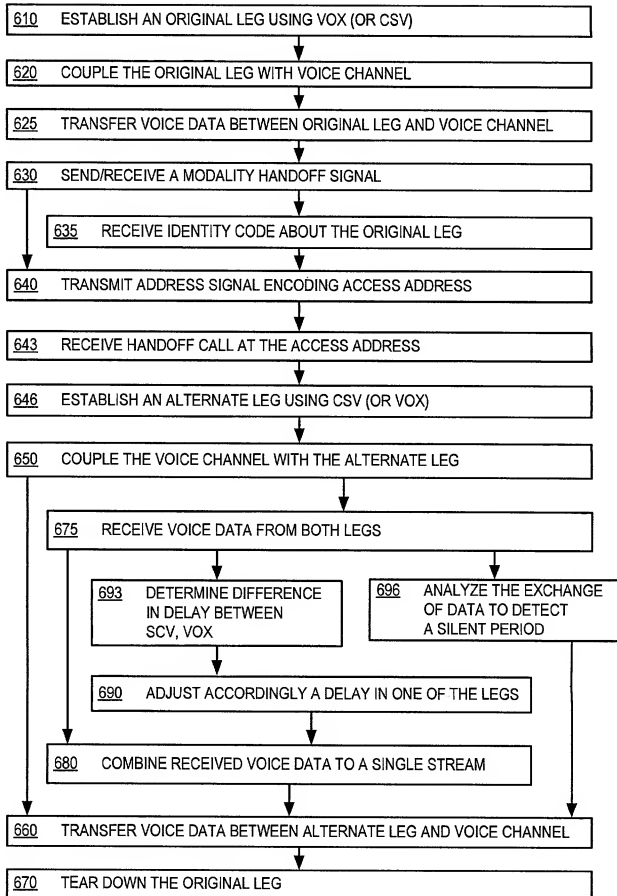 610 ESTABLISH AN ORIGINAL LEG USING VOX (OR CSV)
620 COUPLE THE ORIGINAL LEG WITH VOICE CHANNEL
625 TRANSFER VOICE DATA BETWEEN ORIGINAL LEG AND VOICE CHANNEL
630 SEND/RECEIVE A MODALITY HANDOFF SIGNAL
635 RECEIVE IDENTITY CODE ABOUT THE ORIGINAL LEG
640 TRANSMIT ADDRESS SIGNAL ENCODING ACCESS ADDRESS
643 RECEIVE HANDOFF CALL AT THE ACCESS ADDRESS
646 ESTABLISH AN ALTERNATE LEG USING CSV (OR VOX)
650 COUPLE THE VOICE CHANNEL WITH THE ALTERNATE LEG
675 RECEIVE VOICE DATA FROM BOTH LEGS
693 DETERMINE DIFFERENCE
IN DELAY BETWEEN
SCV, VOX
696 ANALYZE THE EXCHANGE
OF DATA TO DETECT
A SILENT PERIOD
690 ADJUST ACCORDINGLY A DELAY IN ONE OF THE LEGS
680 COMBINE RECEIVED VOICE DATA TO A SINGLE STREAM
660 TRANSFER VOICE DATA BETWEEN ALTERNATE LEG AND VOICE CHANNEL
670 TEAR DOWN THE ORIGINAL LEG